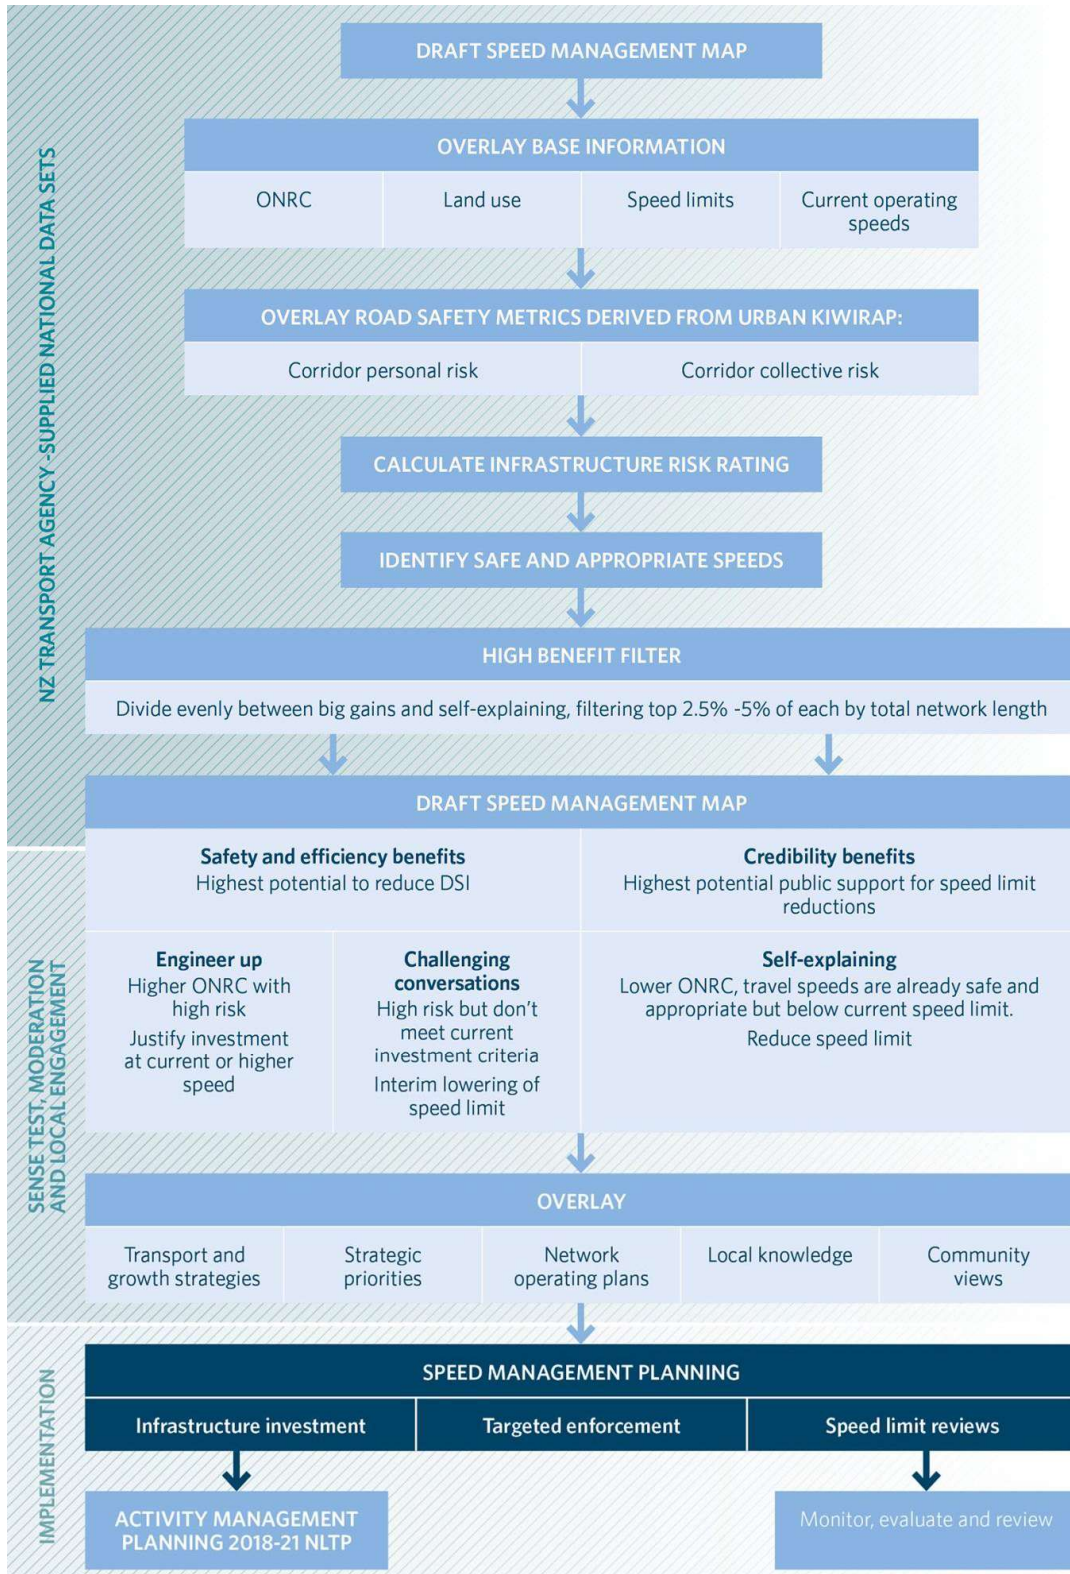 DRAFT SPEED MANAGEMENT MAP
OVERLAY BASE INFORMATION
ONRC
Land use
Speed limits
Current operating
speeds
OVERLAY ROAD SAFETY METRICS DERIVED FROM URBAN KIWIRAP:
Corridor personal risk
Corridor collective risk
CALCULATE INFRASTRUCTURE RISK RATING
IDENTIFY SAFE AND APPROPRIATE SPEEDS
HIGH BENEFIT FILTER
Divide evenly between big gains and self-explaining, filtering top 2.5% -5% of each by total network length
NZ TRANSPORT AGENCY -SUPPLIED NATIONAL DATA SETS
DRAFT SPEED MANAGEMENT MAP
Safety and efficiency benefits
Highest potential to reduce DSI
Credibility benefits
Highest potential public support for speed limit
reductions
Engineer up
Higher ONRC with
high risk
Justify investment
at current or higher
speed
Challenging
conversations
High risk but don't
meet current
investment criteria
Interim lowering of
speed limit
Self-explaining
Lower ONRC, travel speeds are already safe and
appropriate but below current speed limit.
Reduce speed limit
SENSE TEST, MODERATION
AND LOCAL ENGAGEMENT
OVERLAY
Transport and
growth strategies
Strategic
priorities
Network
operating plans
Local knowledge
Community
views
SPEED MANAGEMENT PLANNING
Infrastructure investment
Targeted enforcement
Speed limit reviews
IMPLEMENTATION
ACTIVITY MANAGEMENT
PLANNING 2018-21 NLTP
Monitor, evaluate and review